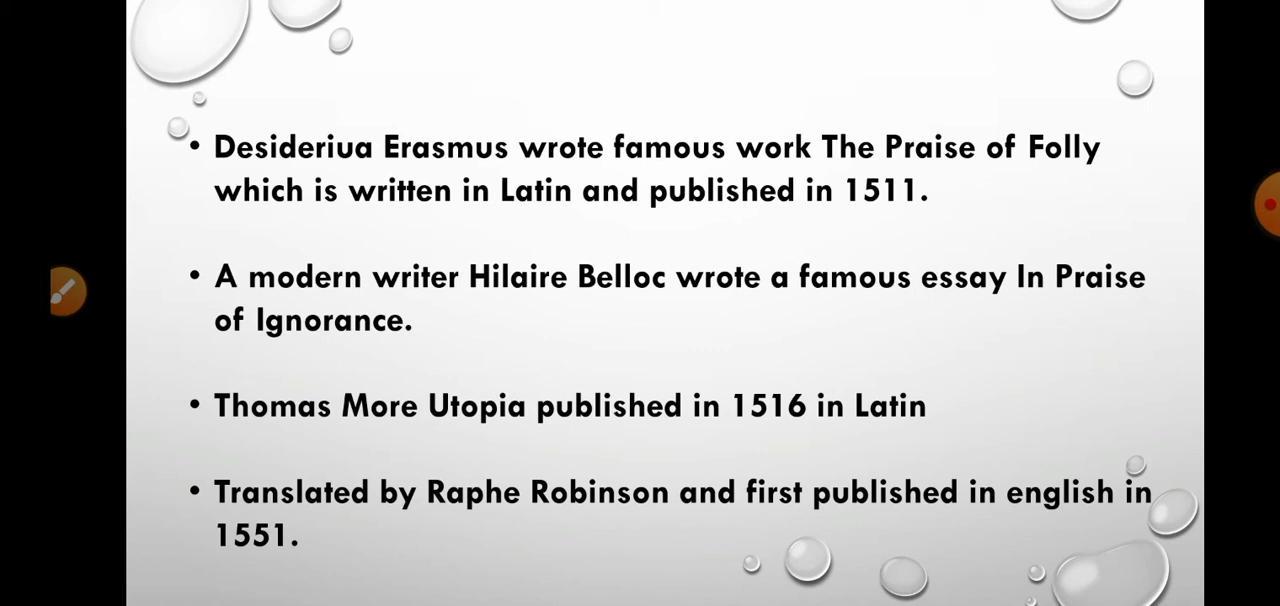 • Desideriua Erasmus wrote famous work The Praise of Folly
which is written in Latin and published in 1511.
• A modern writer Hilaire Belloc wrote a famous essay In Praise
of Ignorance.
• Thomas More Utopia published in 1516 in Latin
• Translated by Raphe Robinson and first published in english in
1551.